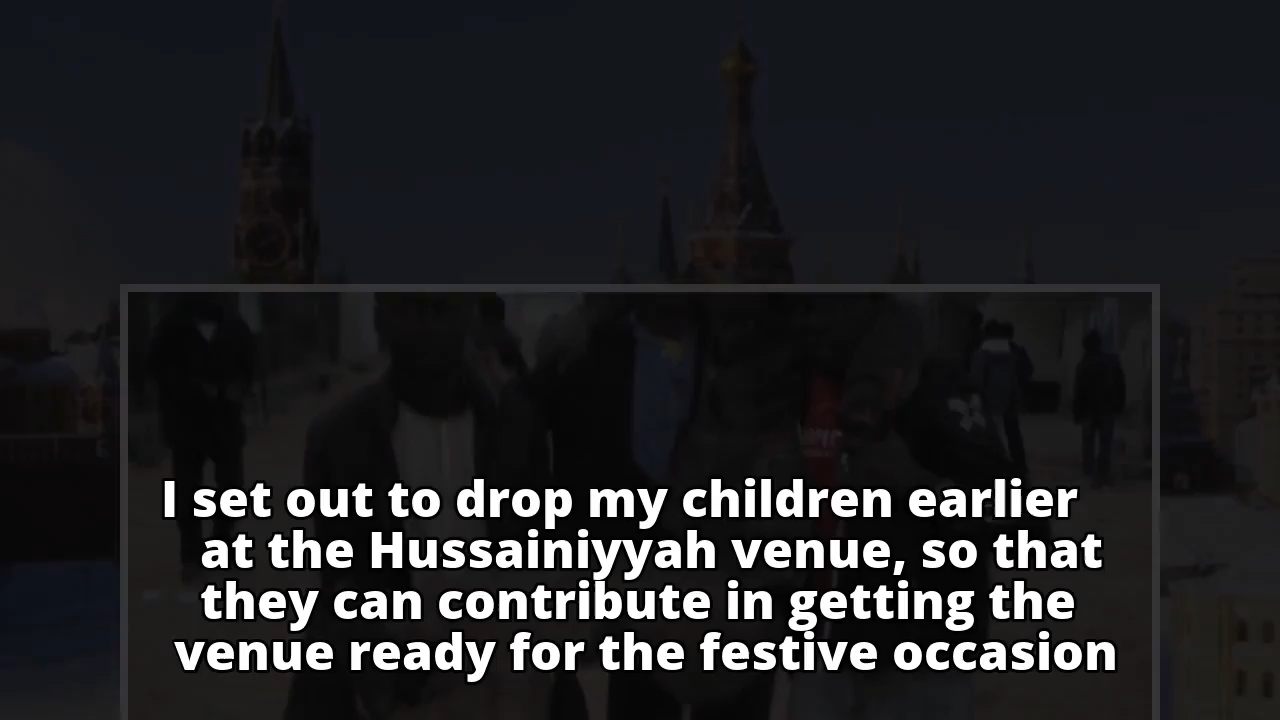 I set out to drop my children earlier
at the Hussainiyyah venue, so that
they can contribute in getting the
venue ready for the festive occasion